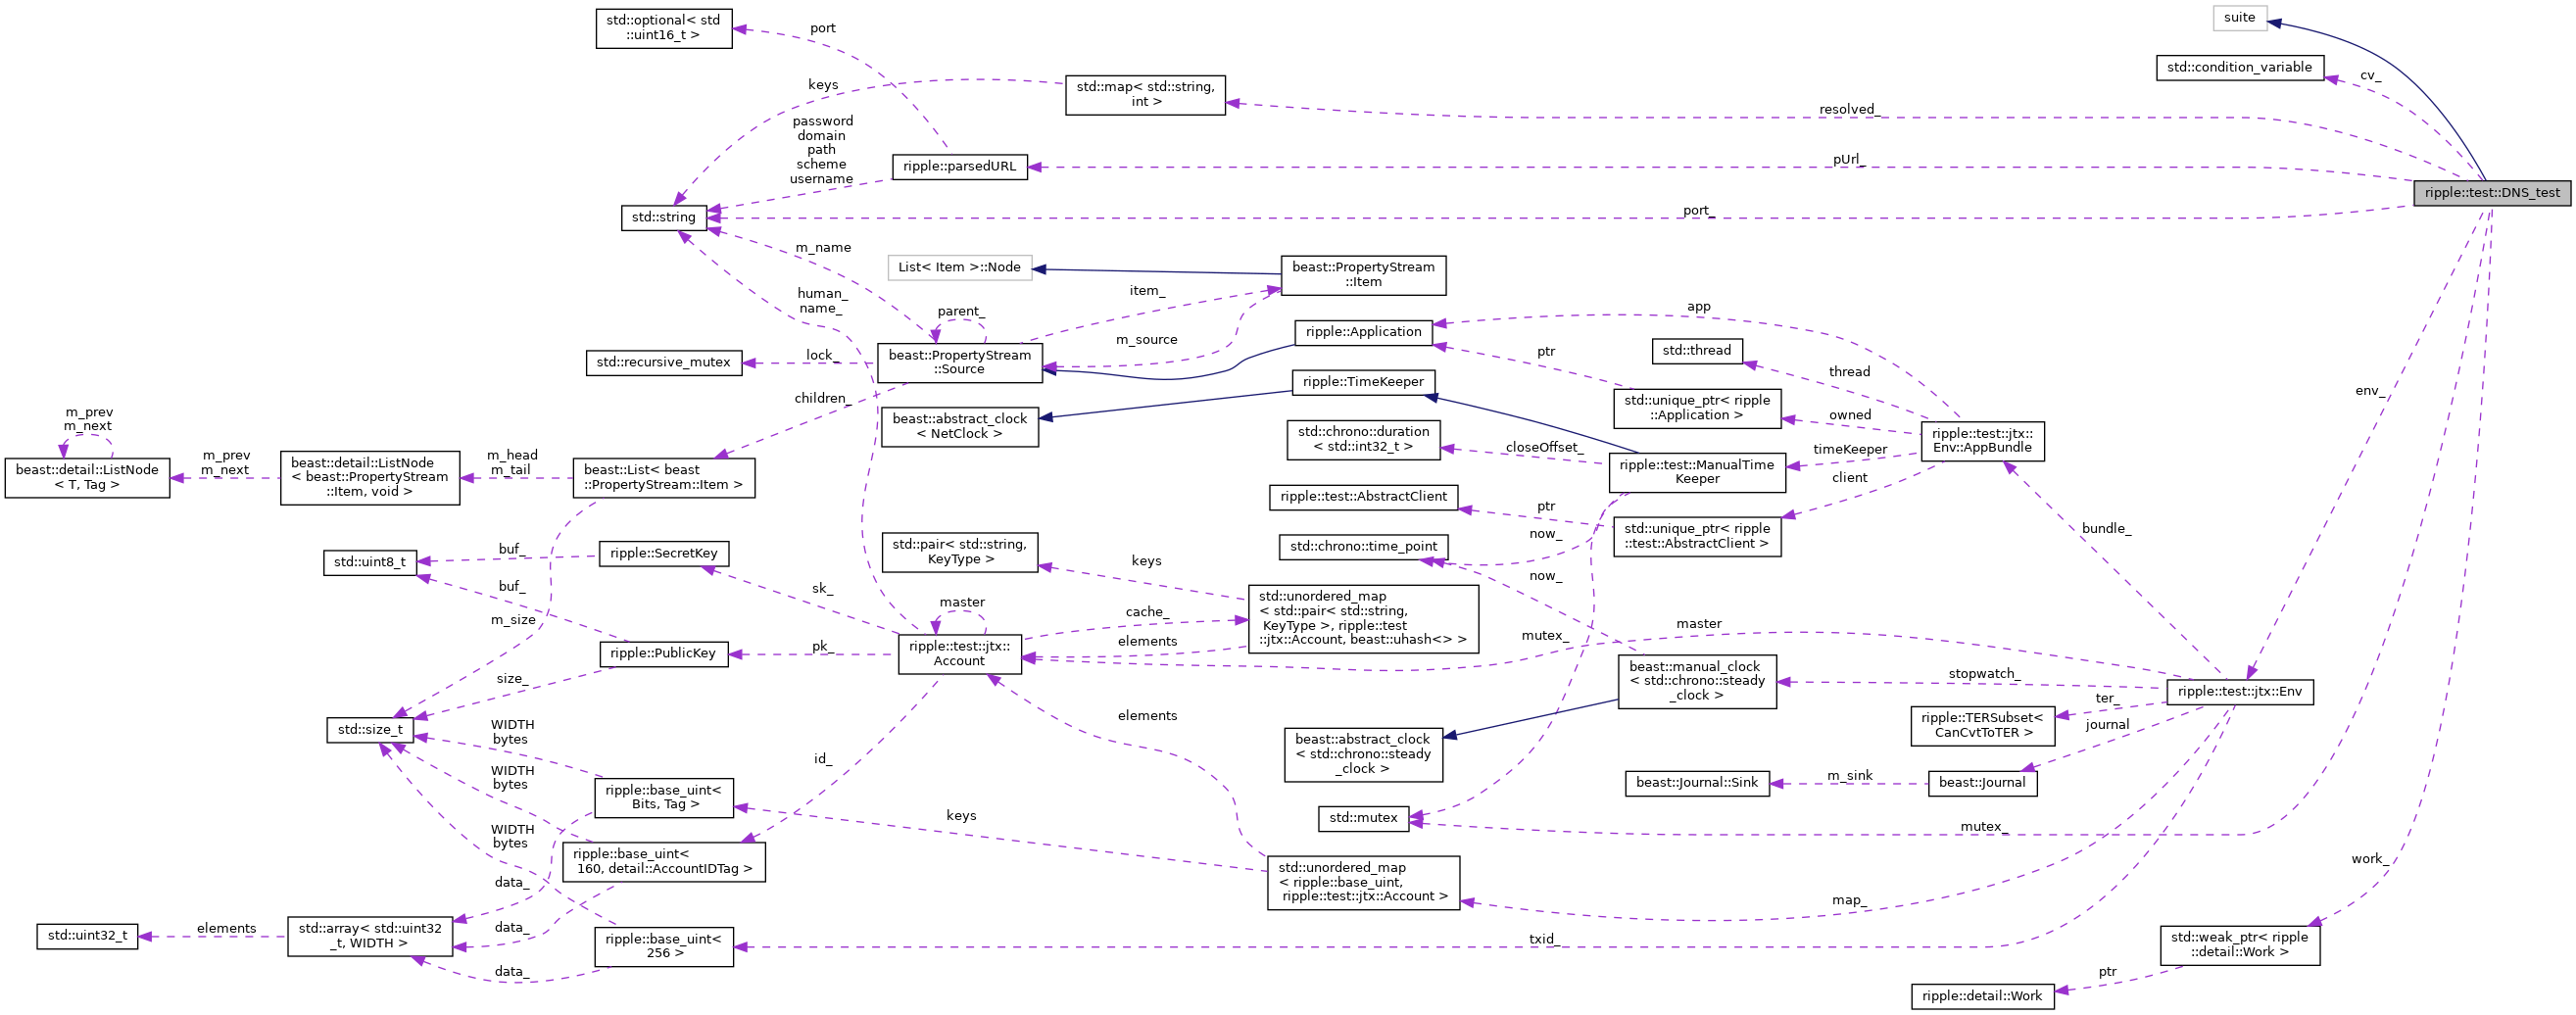 suite
std::optional< std
::uint16_t >
port
std::condition_variable
cv_
keys
std::map< std::string,
int >
resolved_
password
domain
path
scheme
username
ripple::parsedURL
pUrl_
ripple::test::DNS_test
std::string
port_
m_name
List< Item >::Node
beast::PropertyStream
::Item
item_
human_
name_
parent_
m_source
app
ripple::Application
std::recursive_mutex
lock_
beast::PropertyStream
::Source
ptr
std::thread
thread
children_
ripple::TimeKeeper
env_
std::unique_ptr< ripple
::Application >
owned
beast::abstract_clock
< NetClock >
m_prev
m_next
std::chrono::duration
< std::int32_t >
closeOffset_
ripple::test::jtx::
Env::AppBundle
timeKeeper
beast::detail::ListNode
< T, Tag >
m_prev
m_next
beast::detail::ListNode
< beast::PropertyStream
::Item, void >
m_head
m_tail
beast::List< beast
::PropertyStream::Item >
ripple::test::ManualTime
Keeper
client
ripple::test::AbstractClient
ptr
std::unique_ptr< ripple
::test::AbstractClient >
bundle_
std::uint8_t
buf_
ripple::SecretKey
std::pair< std::string,
KeyType >
std::chrono::time_point
now_
keys
now_
buf_
sk_
master
cache_
std::unordered_map
< std::pair< std::string,
KeyType >, ripple::test
::jtx::Account, beast::uhash<> >
m_size
elements
mutex_
master
ripple::PublicKey
pk_
ripple::test::jtx::
Account
size_
beast::manual_clock
< std::chrono::steady
_clock >
stopwatch_
ripple::test::jtx::Env
ter_
std::size_t
WIDTH
bytes
elements
ripple::TERSubset<
CanCvtToTER >
journal
beast::abstract_clock
< std::chrono::steady
_clock >
id_
WIDTH
bytes
ripple::base_uint<
Bits, Tag >
beast::Journal::Sink
m_sink
beast::Journal
keys
std::mutex
mutex_
WIDTH
bytes
ripple::base_uint<
160, detail::AccountIDTag >
work_
data_
std::unordered_map
< ripple::base_uint,
ripple::test::jtx::Account >
map_
std::uint32_t
elements
std::array< std::uint32
_t, WIDTH >
data_
ripple::base_uint<
256 >
txid_
std::weak_ptr< ripple
::detail::Work >
data_
ptr
ripple::detail::Work